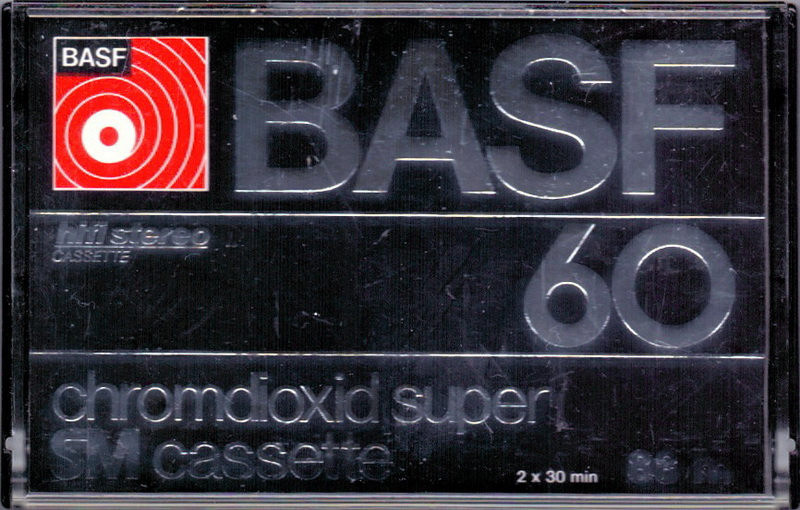 BASF
BASF
hifi stereo
CASSETTE
60
chromdioxid super
SM cassette
2 x 30 min